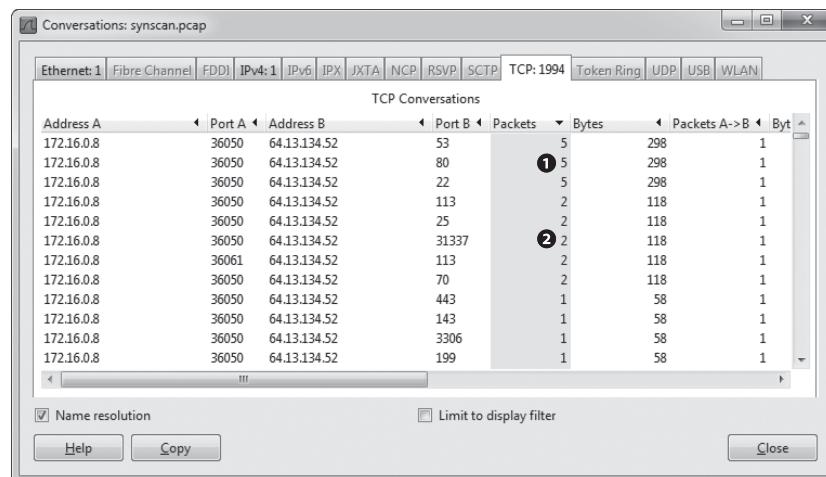 Conversations: synscan.pcap
Ethernet: 1 Fibre Channel FDDI IPv4: 1 IPv6 IPX JXTA NCP RSVP SCTP TCP: 1994 Token Ring UDP USB WLAN
TCP Conversations
Address A Port A Address B Port B Packets Bytes Packets A->B Byt
172.16.0.8 36050 64.13.134.52 53 5 298 1
172.16.0.8 36050 64.13.134.52 80 1 5 298 1
172.16.0.8 36050 64.13.134.52 22 5 298 1
172.16.0.8 36050 64.13.134.52 113 2 118 1
172.16.0.8 36050 64.13.134.52 25 2 118 1
172.16.0.8 36050 64.13.134.52 31337 2 2 118 1
172.16.0.8 36061 64.13.134.52 113 2 118 1
172.16.0.8 36050 64.13.134.52 70 2 118 1
172.16.0.8 36050 64.13.134.52 443 1 58 1
172.16.0.8 36050 64.13.134.52 143 1 58 1
172.16.0.8 36050 64.13.134.52 3306 1 58 1
172.16.0.8 36050 64.13.134.52 199 1 58 1
Name resolution Limit to display filter
Help Copy Close